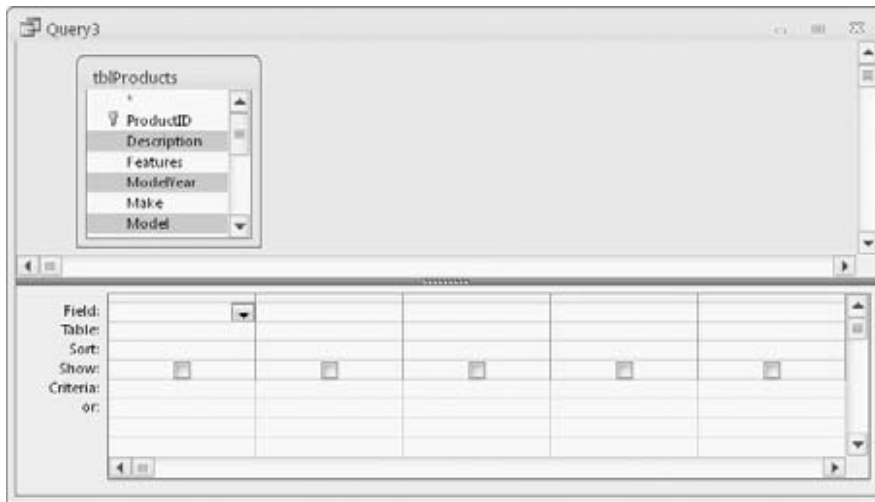 Query3
tblProducts
*
ProductID
Description
Features
ModelYear
Make
Model
Field:
Table:
Sort:
Show:
Criteria:
or: